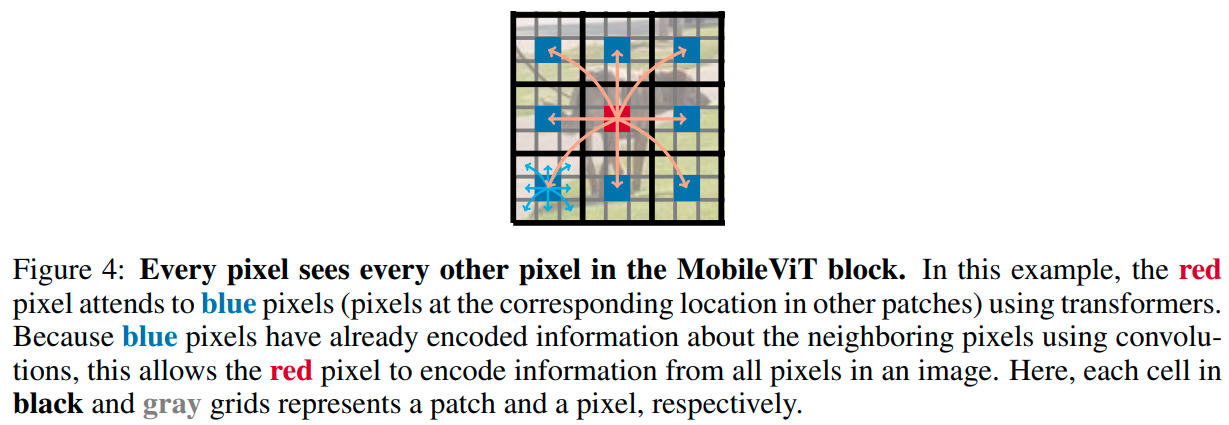 Figure 4: Every pixel sees every other pixel in the MobileViT block. In this example, the red
pixel attends to blue pixels (pixels at the corresponding location in other patches) using transformers.
Because blue pixels have already encoded information about the neighboring pixels using convolu-
tions, this allows the red pixel to encode information from all pixels in an image. Here, each cell in
black and gray grids represents a patch and a pixel, respectively.